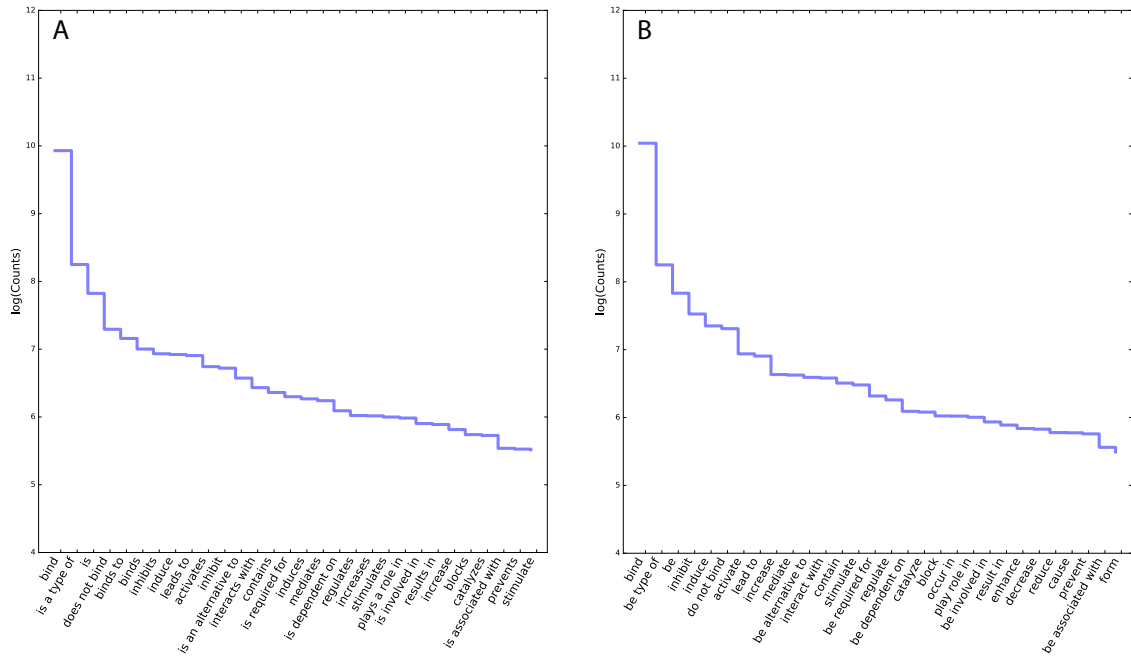 A
12
11
10
9
8
7
6
5
4
log(Counts)
bind
is a type of
is
does not bind
binds to
binds
inhibits
induce
leads to
activates
inhibit
is an alternative to
interacts with
contains
is required for
induces
mediates
is dependent on
regulates
increases
stimulates
plays a role in
is involved in
results in
increase
blocks
catalyzes
is associated with
prevents
stimulate
B
12
11
10
9
8
7
6
5
4
log(Counts)
bind
be type of
be
inhibit
induce
do not bind
activate
lead to
increase
mediate
be alternative to
interact with
contain
stimulate
be required for
regulate
be dependent on
catalyze
block
occur in
play role in
be involved in
result in
enhance
decrease
reduce
cause
prevent
be associated with
form